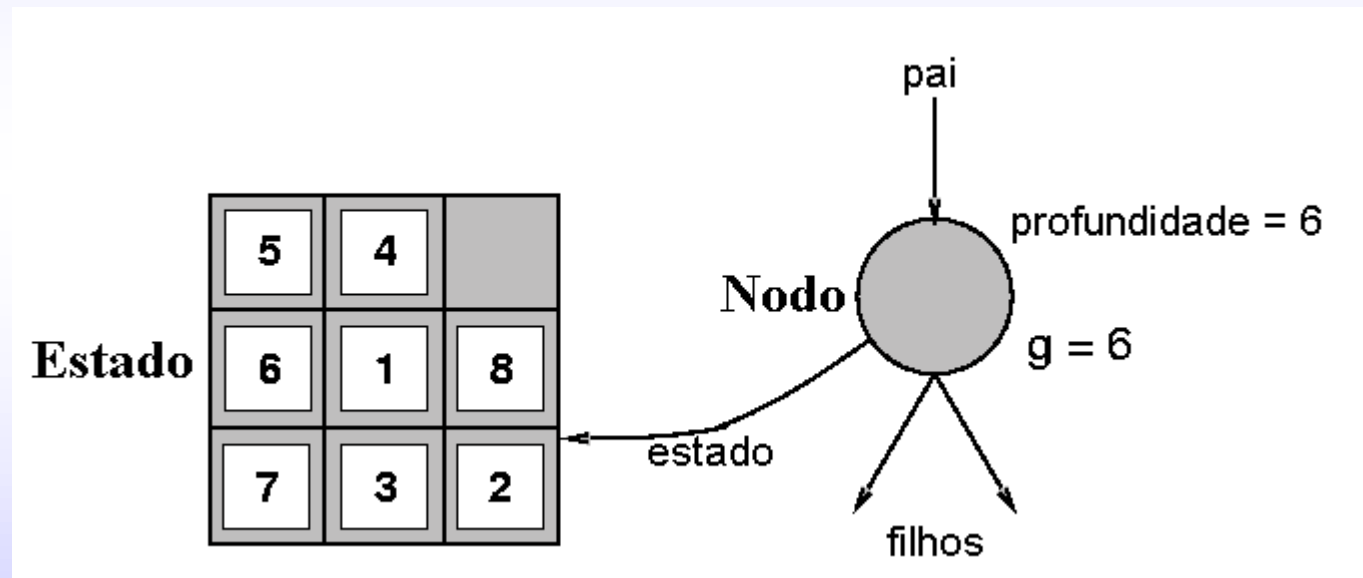 pai
profundidade = 6
5 4
Nodo
Estado
6 1 8
g = 6
estado
7 3 2
filhos